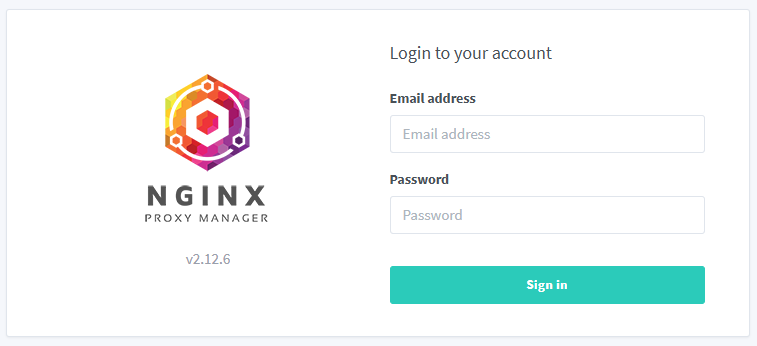 NGINX
PROXY MANAGER
v2.12.6
Login to your account
Email address
Email address
Password
Password
Sign in